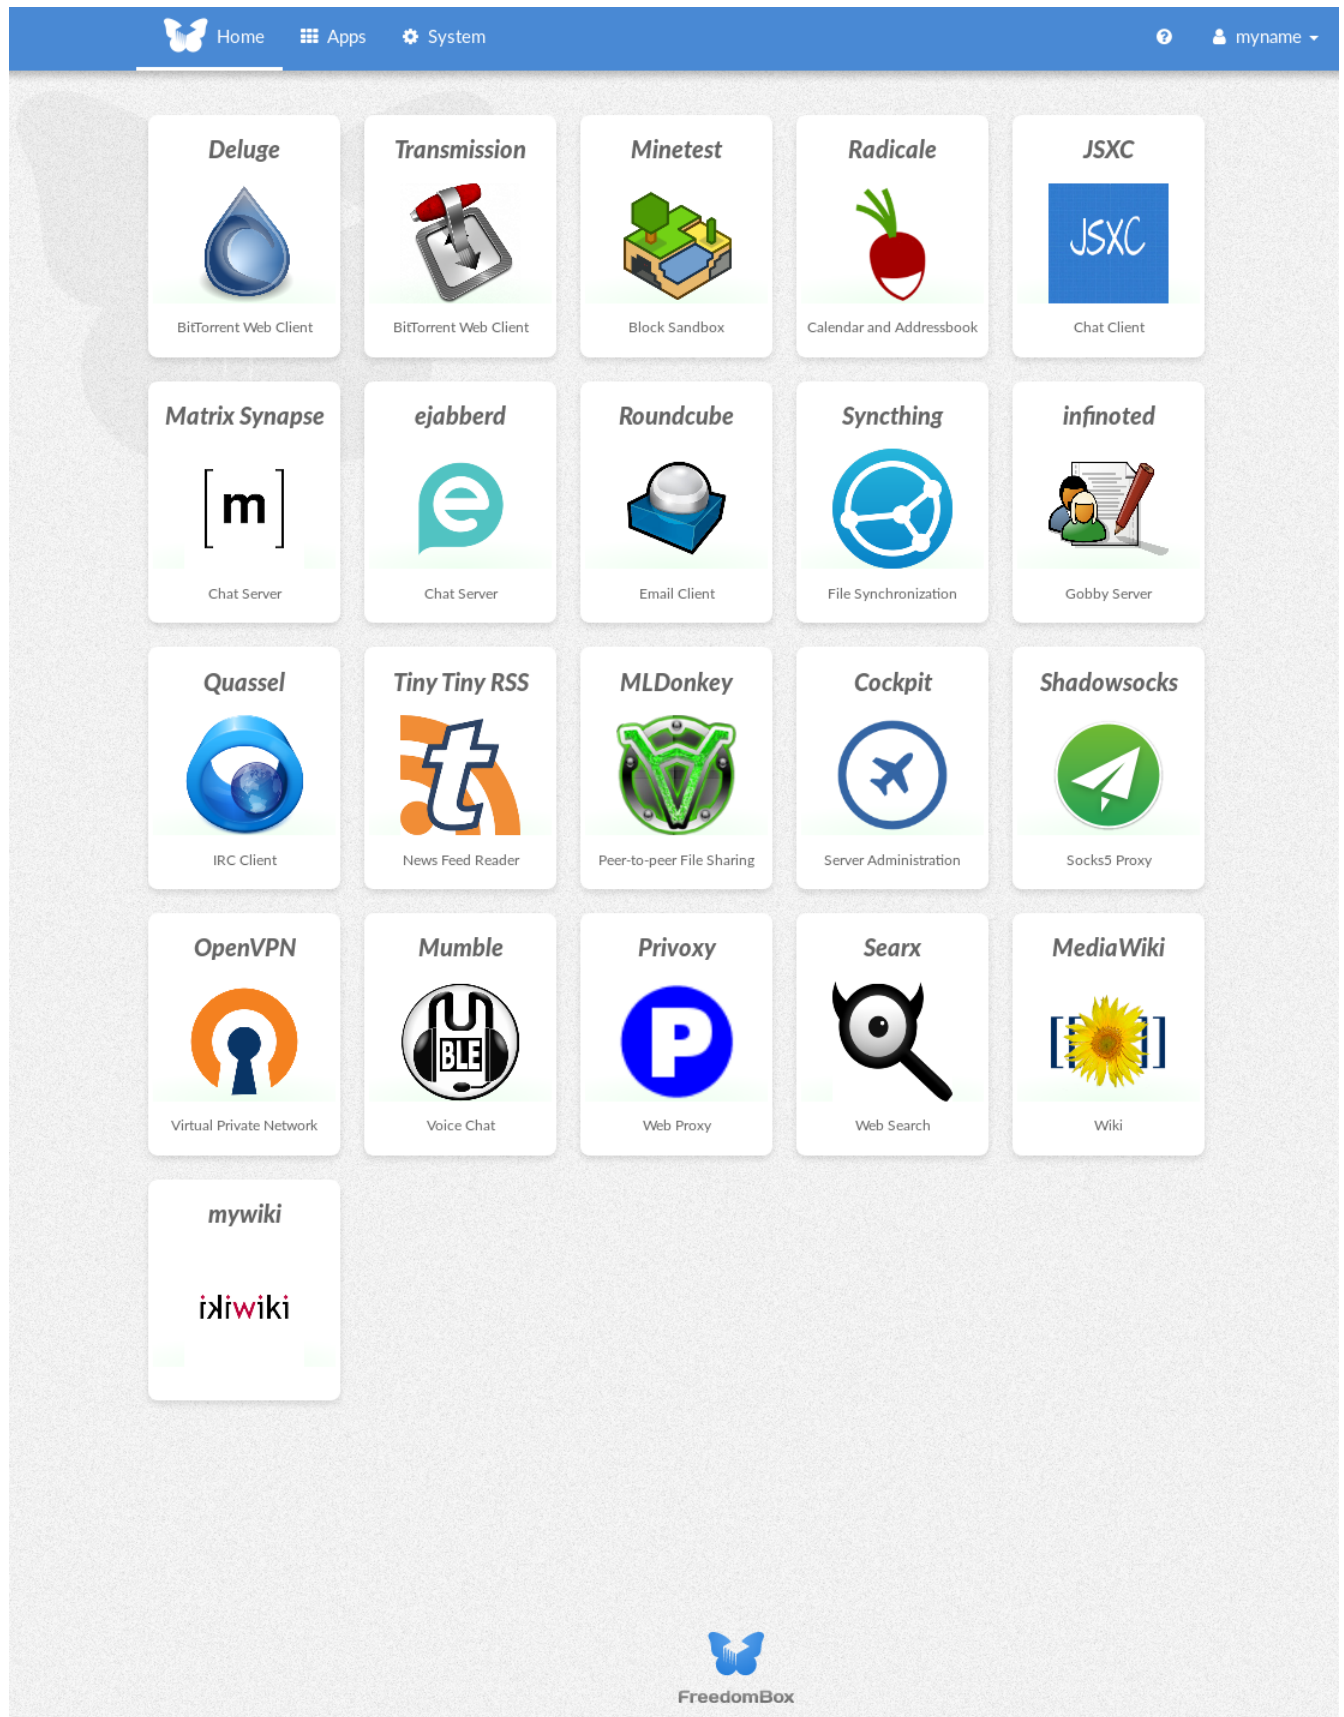 Home Apps System myname
Deluge Transmission Minetest Radicale JSXC
JSXC
BitTorrent Web Client BitTorrent Web Client Block Sandbox Calendar and Addressbook Chat Client
Matrix Synapse ejabberd Roundcube Syncthing infinoted
[m] e
Chat Server Chat Server Email Client File Synchronization Gobby Server
Quassel Tiny Tiny RSS MLDonkey Cockpit Shadowsocks
t
IRC Client News Feed Reader Peer-to-peer File Sharing Server Administration Socks5 Proxy
OpenVPN Mumble Privoxy Searx MediaWiki
BLE P
Virtual Private Network Voice Chat Web Proxy Web Search Wiki
mywiki
ikiwiki
FreedomBox